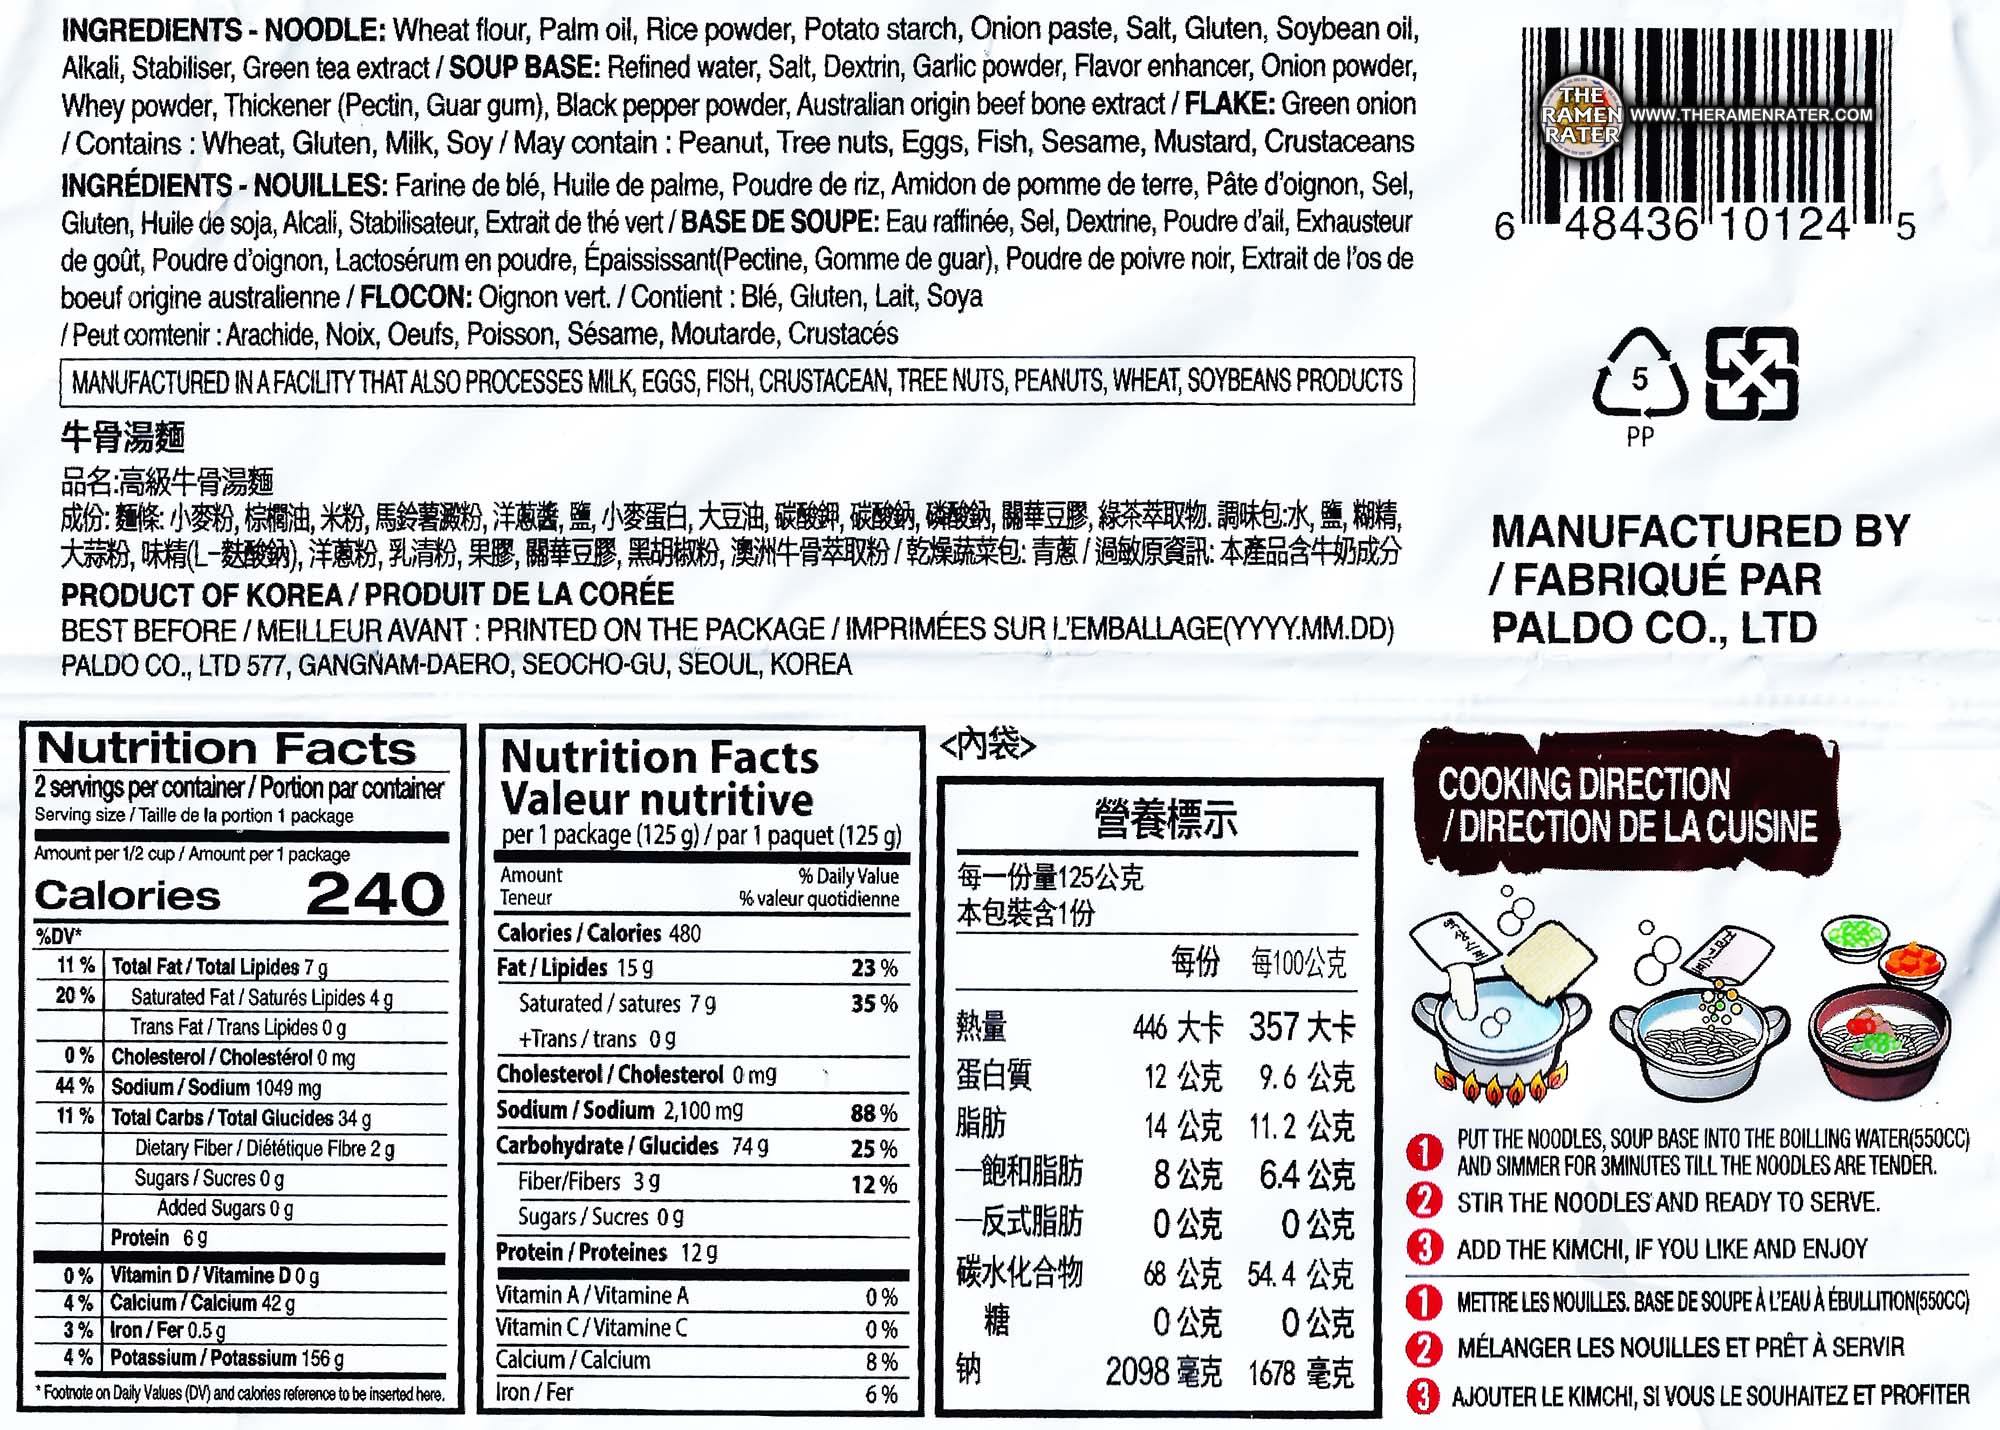 INGREDIENTS - NOODLE: Wheat flour, Palm oil, Rice powder, Potato starch, Onion paste, Salt, Gluten, Soybean oil,
Alkali, Stabiliser, Green tea extract / SOUP BASE: Refined water, Salt, Dextrin, Garlic powder, Flavor enhancer, Onion powder,
Whey powder, Thickener (Pectin, Guar gum), Black pepper powder, Australian origin beef bone extract / FLAKE: Green onion
/ Contains : Wheat, Gluten, Milk, Soy / May contain : Peanut, Tree nuts, Eggs, Fish, Sesame, Mustard, Crustaceans
INGRÉDIENTS - NOUILLES: Farine de blé, Huile de palme, Poudre de riz, Amidon de pomme de terre, Pâte d'oignon, Sel,
Gluten, Huile de soja, Alcali, Stabilisateur, Extrait de thé vert / BASE DE SOUPE: Eau raffinée, Sel, Dextrine, Poudre d'ail, Exhausteur
de goût, Poudre d'oignon, Lactosérum en poudre, Épaississant(Pectine, Gomme de guar), Poudre de poivre noir, Extrait de l'os de
boeuf origine australienne / FLOCON: Oignon vert. / Contient : Blé, Gluten, Lait, Soya
/ Peut comtenir : Arachide, Noix, Oeufs, Poisson, Sésame, Moutarde, Crustacés
MANUFACTURED IN A FACILITY THAT ALSO PROCESSES MILK, EGGS, FISH, CRUSTACEAN, TREE NUTS, PEANUTS, WHEAT, SOYBEANS PRODUCTS
牛骨湯麵
品名:高級牛骨湯麵
成份: 麵條: 小麥粉, 棕櫚油, 米粉, 馬鈴薯澱粉, 洋蔥醬, 鹽, 小麥蛋白, 大豆油, 碳酸鉀, 碳酸鈉, 磷酸鈉, 關華豆膠, 綠茶萃取物. 調味包:水, 鹽, 糊精,
大蒜粉, 味精(L-麩酸鈉), 洋蔥粉, 乳清粉, 果膠, 關華豆膠, 黑胡椒粉, 澳洲牛骨萃取粉 / 乾燥蔬菜包: 青蔥 / 過敏原資訊: 本產品含牛奶成分
PRODUCT OF KOREA / PRODUIT DE LA CORÉE
BEST BEFORE / MEILLEUR AVANT : PRINTED ON THE PACKAGE / IMPRIMÉES SUR L'EMBALLAGE(YYYY.MM.DD)
PALDO CO., LTD 577, GANGNAM-DAERO, SEOCHO-GU, SEOUL, KOREA
THE
RAMEN
RATER
WWW.THERAMENRATER.COM
6 48436 10124 5
5
PP
MANUFACTURED BY
/ FABRIQUÉ PAR
PALDO CO., LTD
Nutrition Facts
2 servings per container / Portion par container
Serving size / Taille de la portion 1 package
Amount per 1/2 cup / Amount per 1 package
Calories 240
%DV*
11 % Total Fat / Total Lipides 7 g
20 % Saturated Fat / Saturés Lipides 4 g
Trans Fat / Trans Lipides 0 g
0 % Cholesterol / Cholestérol 0 mg
44 % Sodium / Sodium 1049 mg
11 % Total Carbs / Total Glucides 34 g
Dietary Fiber / Diététique Fibre 2 g
Sugars / Sucres 0 g
Added Sugars 0 g
Protein 6 g
0 % Vitamin D / Vitamine D 0 g
4 % Calcium / Calcium 42 g
3 % Iron / Fer 0.5 g
4 % Potassium / Potassium 156 g
* Footnote on Daily Values (DV) and calories reference to be inserted here.
Nutrition Facts
Valeur nutritive
per 1 package (125 g) / par 1 paquet (125 g)
Amount % Daily Value
Teneur % valeur quotidienne
Calories / Calories 480
Fat / Lipides 15 g 23 %
Saturated / satures 7 g 35 %
+Trans / trans 0 g
Cholesterol / Cholesterol 0 mg
Sodium / Sodium 2,100 mg 88 %
Carbohydrate / Glucides 74 g 25 %
Fiber/Fibers 3 g 12 %
Sugars / Sucres 0 g
Protein / Proteines 12 g
Vitamin A / Vitamine A 0 %
Vitamin C / Vitamine C 0 %
Calcium / Calcium 8 %
Iron / Fer 6 %
<內袋>
營養標示
每一份量125公克
本包裝含1份
每份 每100公克
熱量 446 大卡 357 大卡
蛋白質 12 公克 9.6 公克
脂肪 14 公克 11.2 公克
—飽和脂肪 8 公克 6.4 公克
—反式脂肪 0 公克 0 公克
碳水化合物 68 公克 54.4 公克
糖 0 公克 0 公克
钠 2098 毫克 1678 毫克
COOKING DIRECTION
/ DIRECTION DE LA CUISINE
1 PUT THE NOODLES, SOUP BASE INTO THE BOILING WATER(550CC)
AND SIMMER FOR 3MINUTES TILL THE NOODLES ARE TENDER.
2 STIR THE NOODLES AND READY TO SERVE.
3 ADD THE KIMCHI, IF YOU LIKE AND ENJOY
1 METTRE LES NOUILLES. BASE DE SOUPE À L'EAU À ÉBULLITION(550CC)
2 MÉLANGER LES NOUILLES ET PRÊT À SERVIR
3 AJOUTER LE KIMCHI, SI VOUS LE SOUHAITEZ ET PROFITER